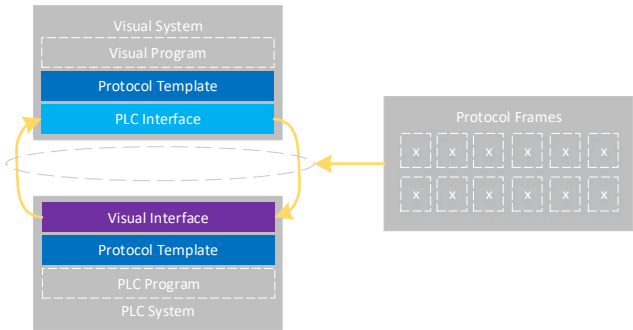 Visual System
Visual Program
Protocol Template
PLC Interface
Protocol Frames
x x x x x x
x x x x x x
Visual Interface
Protocol Template
PLC Program
PLC System